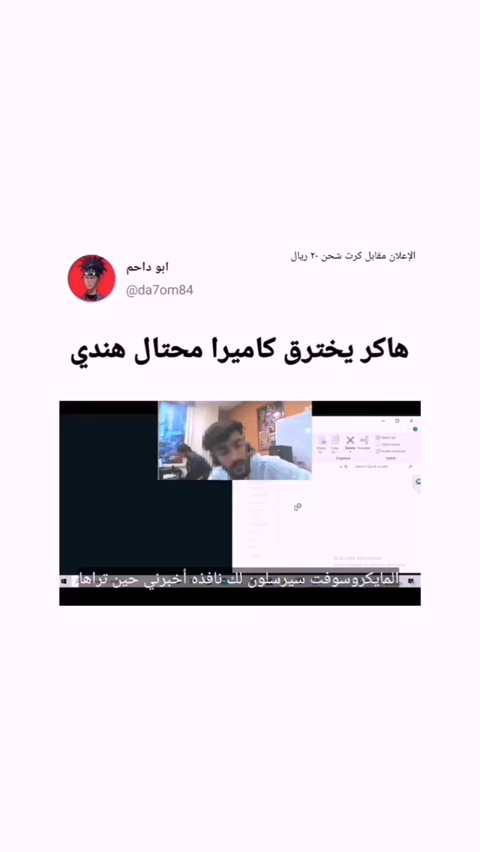 الإعلان مقابل كرت شحن ٢٠ ريال
ابو داحم
@da7om84
هاكر يخترق كاميرا محتال هندي
المايكروسوفت سيرسلون لك نافذه أخبرني حين تراها